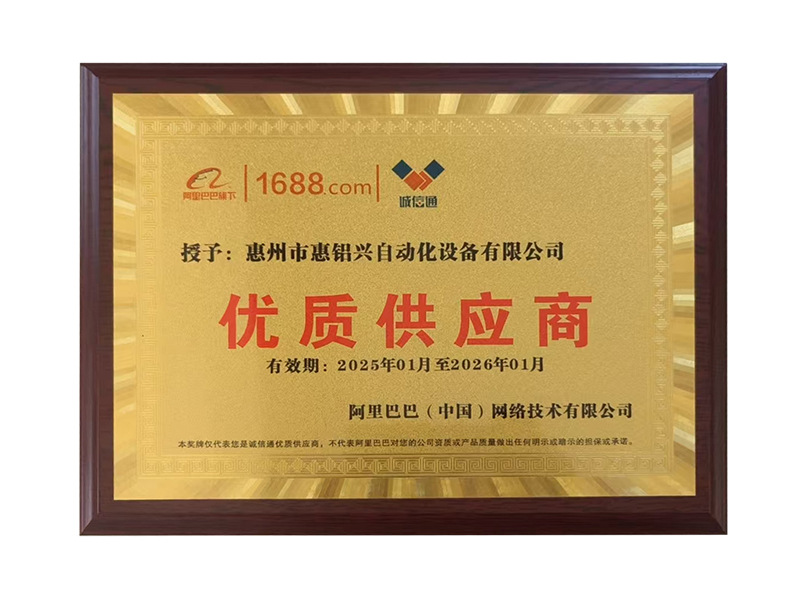 阿里巴巴旗下 1688.com 诚信通
授予：惠州市惠铝兴自动化设备有限公司
优质供应商
有效期：2025年01月至2026年01月
阿里巴巴（中国）网络技术有限公司
本奖牌仅代表您是诚信通优质供应商，不代表阿里巴巴对您的公司资质或产品质量做出任何明示或暗示的担保或承诺。